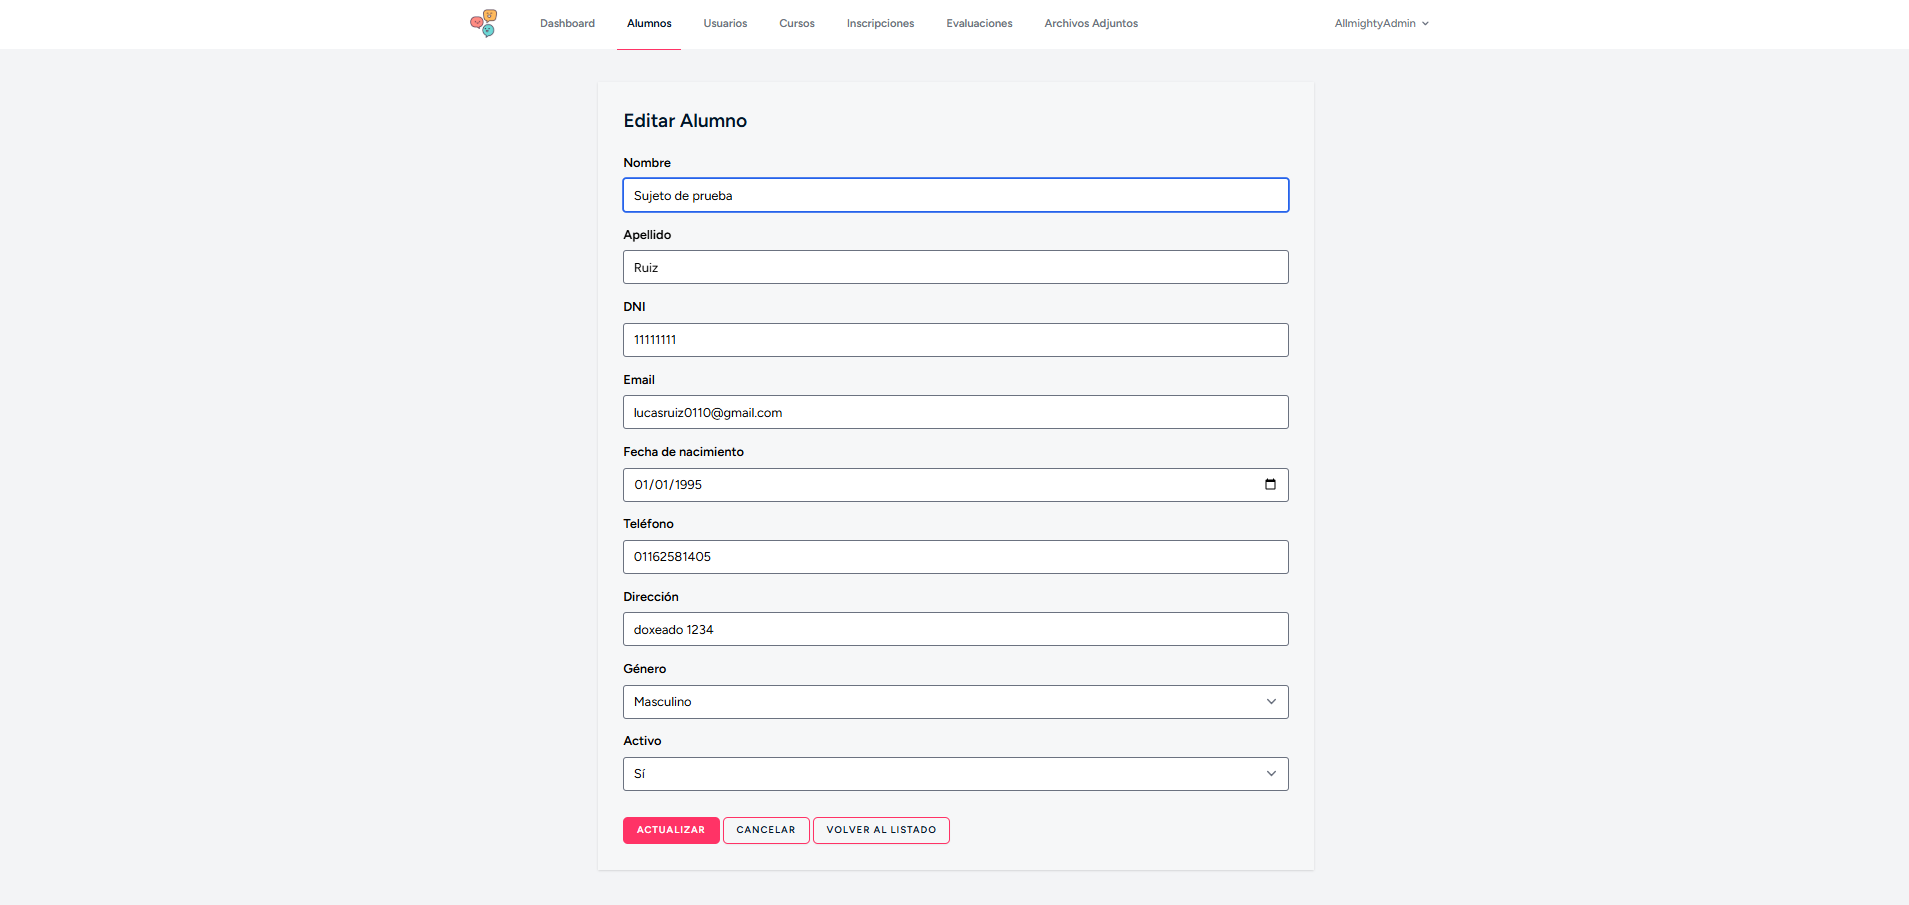 Dashboard Alumnos Usuarios Cursos Inscripciones Evaluaciones Archivos Adjuntos AllmightyAdmin
Editar Alumno
Nombre
Sujeto de prueba
Apellido
Ruiz
DNI
11111111
Email
lucasruiz0110@gmail.com
Fecha de nacimiento
01/01/1995
Teléfono
01162581405
Dirección
doxeado 1234
Género
Masculino
Activo
Sí
ACTUALIZAR CANCELAR VOLVER AL LISTADO